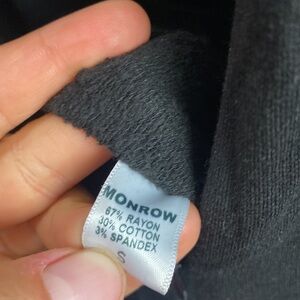 MONROW
67% RAYON
30% COTTON
3% SPANDEX
S